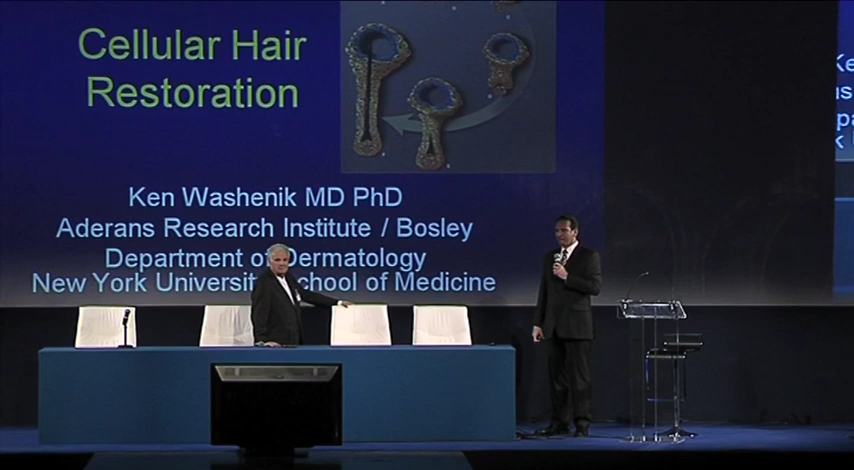 Cellular Hair
Restoration
Ken Washenik MD PhD
Aderans Research Institute / Bosley
Department of Dermatology
New York University School of Medicine